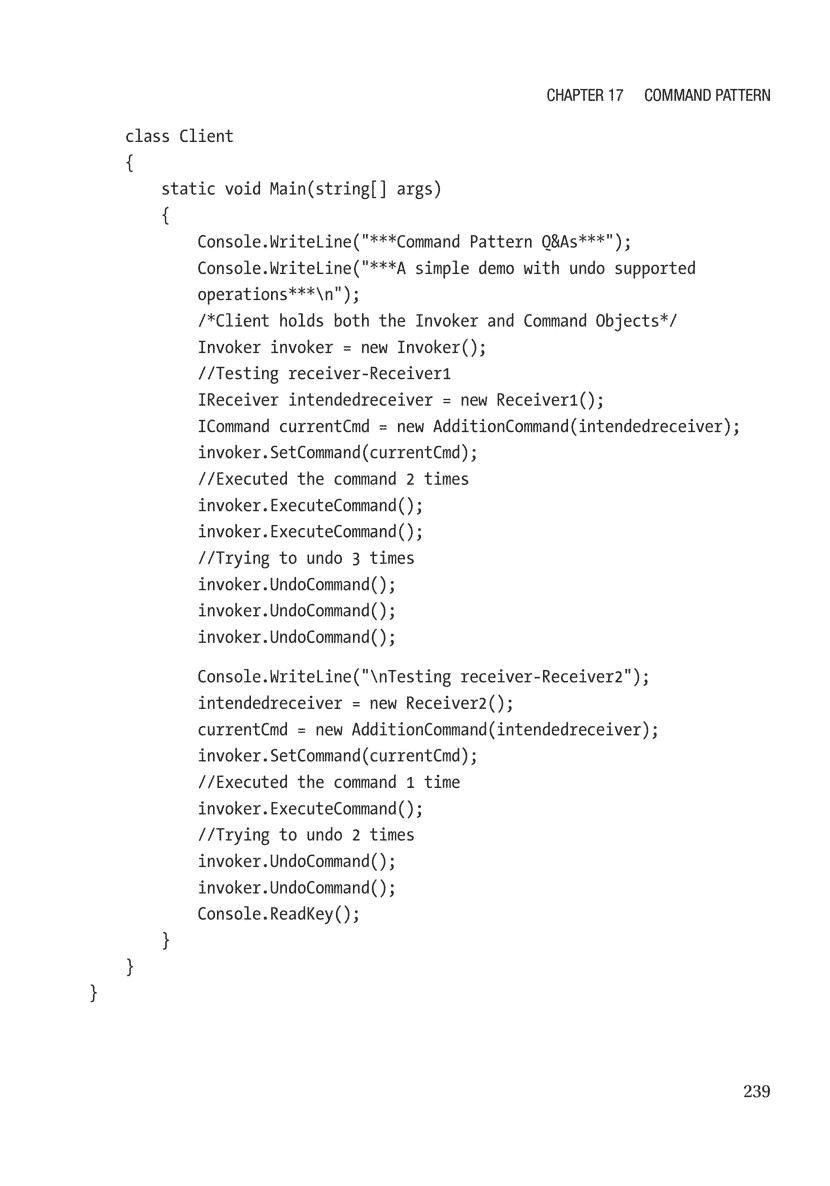 CHAPTER 17 COMMAND PATTERN
class Client
{
static void Main(string[] args)
{
Console.WriteLine("***Command Pattern Q&As***");
Console.WriteLine("***A simple demo with undo supported
operations***\n");
/*Client holds both the Invoker and Command Objects*/
Invoker invoker = new Invoker();
//Testing receiver-Receiver1
IReceiver intendedreceiver = new Receiver1();
ICommand currentCmd = new AdditionCommand(intendedreceiver);
invoker.SetCommand(currentCmd);
//Executed the command 2 times
invoker.ExecuteCommand();
invoker.ExecuteCommand();
//Trying to undo 3 times
invoker.UndoCommand();
invoker.UndoCommand();
invoker.UndoCommand();
Console.WriteLine("\nTesting receiver-Receiver2");
intendedreceiver = new Receiver2();
currentCmd = new AdditionCommand(intendedreceiver);
invoker.SetCommand(currentCmd);
//Executed the command 1 time
invoker.ExecuteCommand();
//Trying to undo 2 times
invoker.UndoCommand();
invoker.UndoCommand();
Console.ReadKey();
}
}
}
239